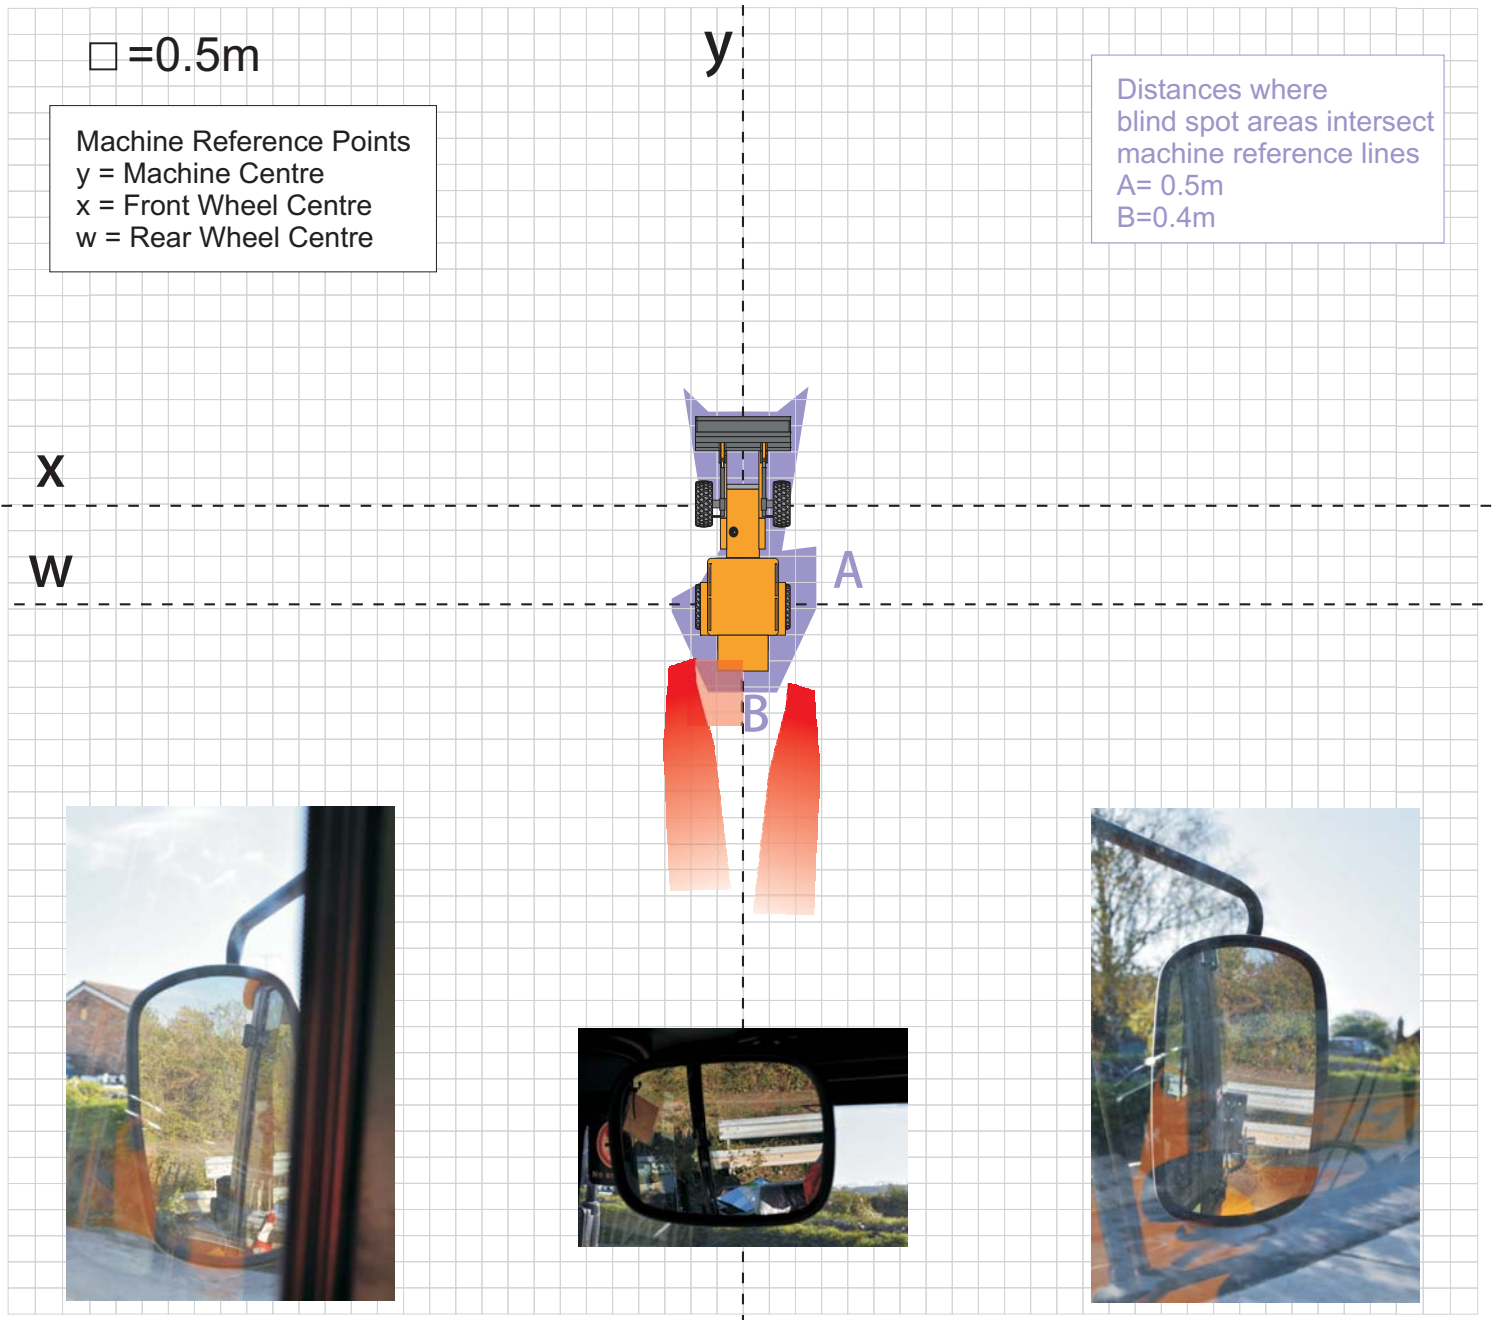 □ =0.5m
y
Machine Reference Points
y = Machine Centre
x = Front Wheel Centre
w = Rear Wheel Centre
Distances where
blind spot areas intersect
machine reference lines
A= 0.5m
B=0.4m
x
w
A
B